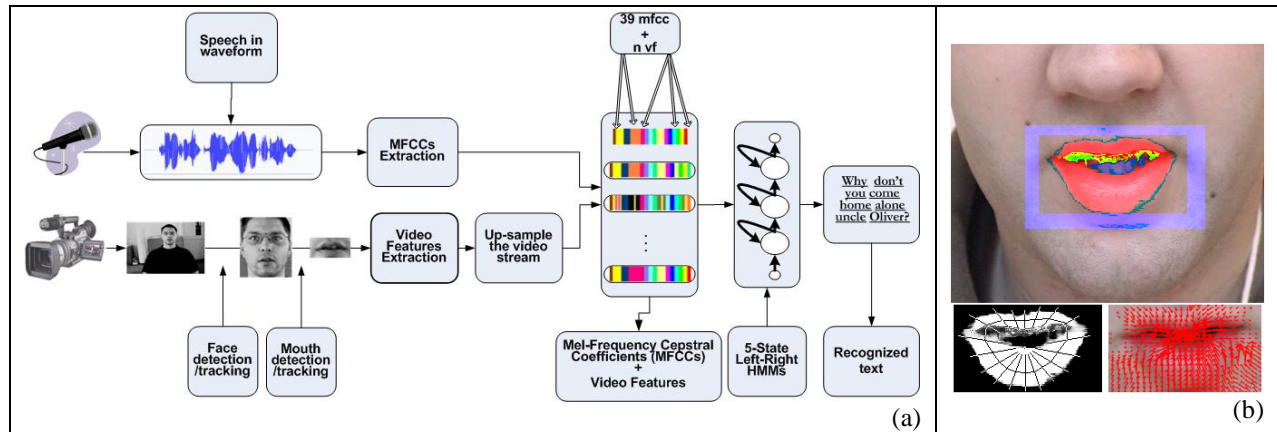 39 mfcc
+
n vf
Speech in
waveform
MFCCs
Extraction
Video
Features
Extraction
Up-sample
the video
stream
Why don't
you come
home alone
uncle Oliver?
Face
detection
/tracking
Mouth
detection
/tracking
Mel-Frequency Cepstral
Coefficients (MFCCs)
+
Video Features
5-State
Left-Right
HMMs
Recognized
text
(a)
(b)